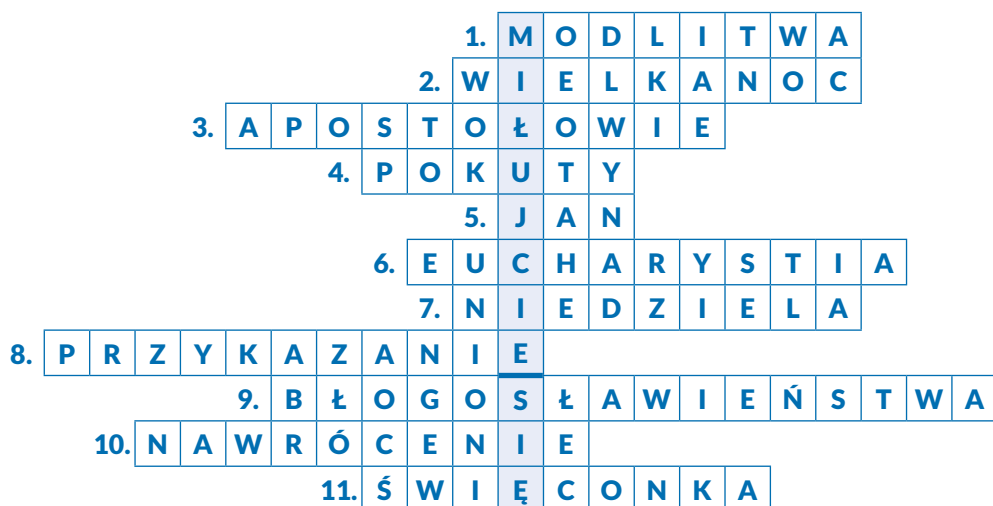 1. MODLITWA
2. WIELKANOC
3. APOSTOŁOWIE
4. POKUTY
5. JAN
6. EUCHARYSTIA
7. NIEDZIELA
8. PRZYKAZANIE
9. BŁOGOSŁAWIEŃSTWA
10. NAWRÓCENIE
11. ŚWIĘCONKA